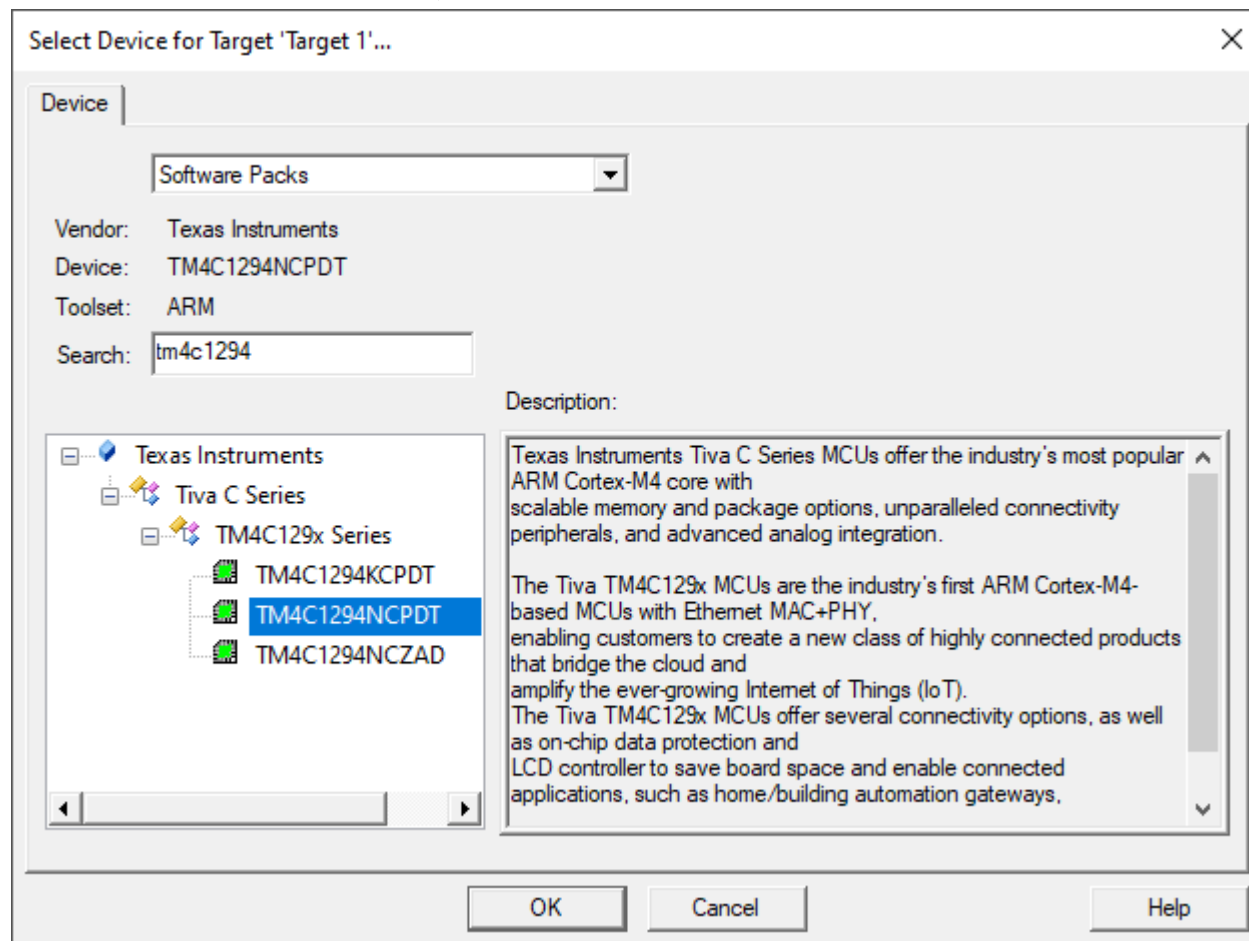 Select Device for Target 'Target 1'...
Device
Software Packs
Vendor: Texas Instruments
Device: TM4C1294NCPDT
Toolset: ARM
Search: tm4c1294
Description:
Texas Instruments
Tiva C Series
TM4C129x Series
TM4C1294KCPDT
TM4C1294NCPDT
TM4C1294NCZAD
Texas Instruments Tiva C Series MCUs offer the industry's most popular
ARM Cortex-M4 core with
scalable memory and package options, unparalleled connectivity
peripherals, and advanced analog integration.
The Tiva TM4C129x MCUs are the industry's first ARM Cortex-M4-
based MCUs with Ethernet MAC+PHY,
enabling customers to create a new class of highly connected products
that bridge the cloud and
amplify the ever-growing Internet of Things (IoT).
The Tiva TM4C129x MCUs offer several connectivity options, as well
as on-chip data protection and
LCD controller to save board space and enable connected
applications, such as home/building automation gateways,
OK
Cancel
Help